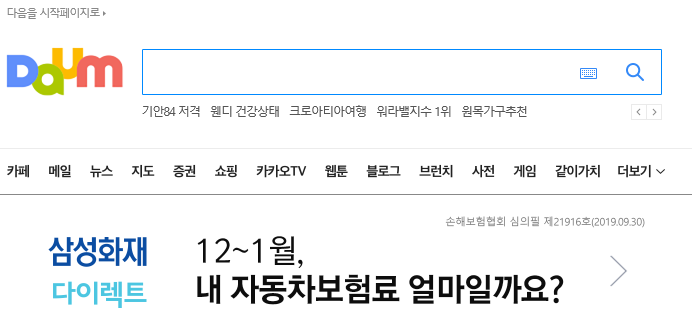 다음을 시작페이지로
Daum
기안84 저격 웬디 건강상태 크로아티아여행 워라밸지수 1위 원목가구추천
카페 메일 뉴스 지도 증권 쇼핑 카카오TV 웹툰 블로그 브런치 사전 게임 같이가치 더보기
손해보험협회 심의필 제21916호(2019.09.30)
삼성화재
다이렉트
12~1월,
내 자동차보험료 얼마일까요?